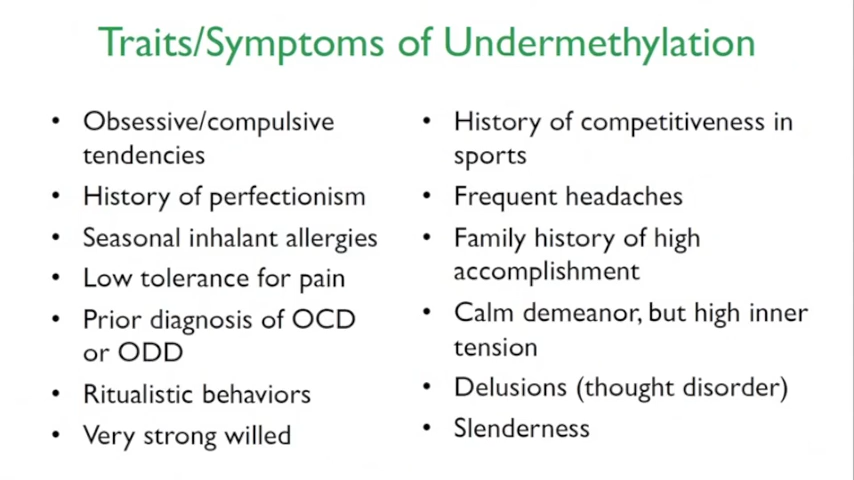 Traits/Symptoms of Undermethylation
• Obsessive/compulsive
tendencies
• History of perfectionism
• Seasonal inhalant allergies
• Low tolerance for pain
• Prior diagnosis of OCD
or ODD
• Ritualistic behaviors
• Very strong willed
• History of competitiveness in
sports
• Frequent headaches
• Family history of high
accomplishment
• Calm demeanor, but high inner
tension
• Delusions (thought disorder)
• Slenderness